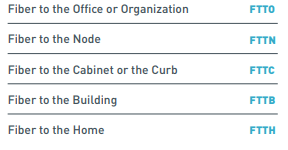 Fiber to the Office or Organization FTTO
Fiber to the Node FTTN
Fiber to the Cabinet or the Curb FTTC
Fiber to the Building FTTB
Fiber to the Home FTTH